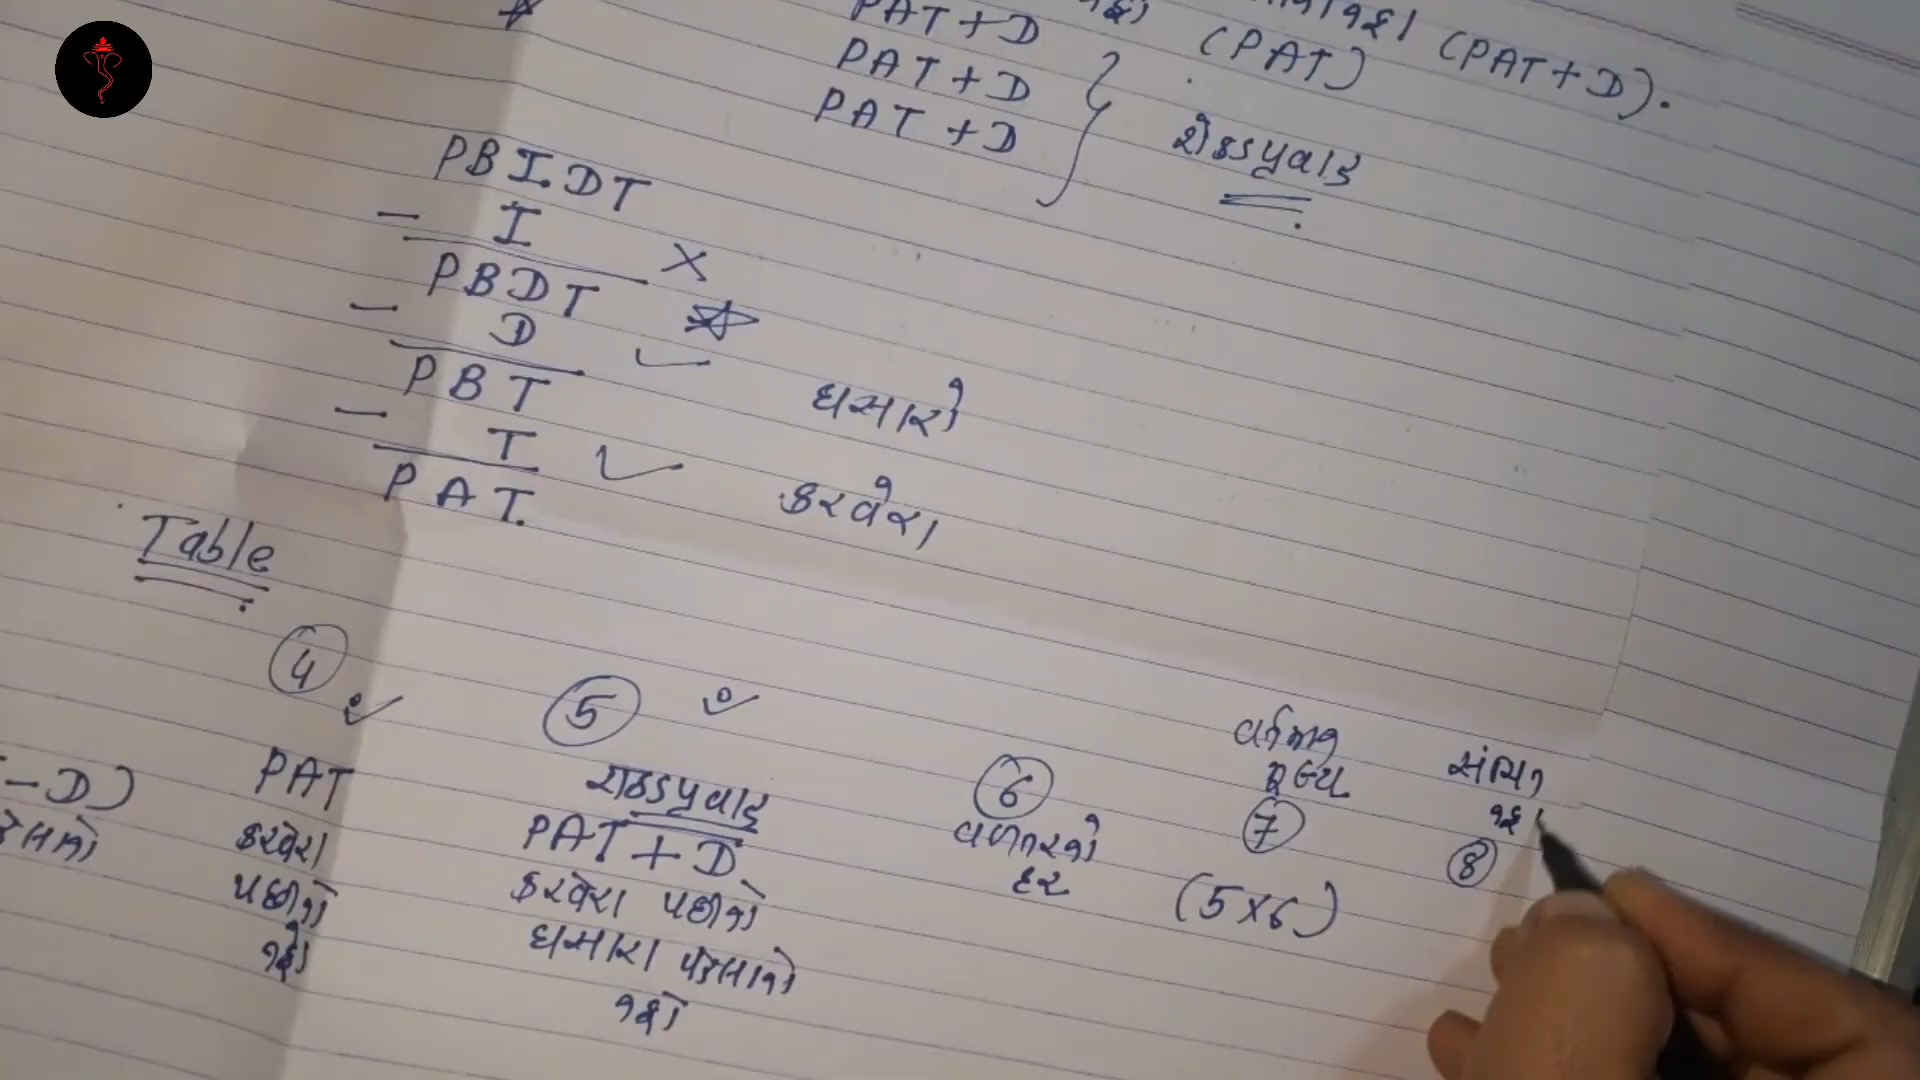 (PAT+D).
PAT+D (PAT)
PAT+D
PAT+D રોકડપ્રવાહ
PBIDT
- I ×
PBDT
- D ઘસારો
PBT
- T કરવેરા
PAT.
Table
4 5 6 વર્તમાન મૂલ્ય 7 8
-D) PAT કરવેરા પછીનો નફો
રોકડપ્રવાહ
PAT+D
કરવેરા પછીનો
ઘસારા પહેલાનો
નફો
વળતરનો
દર
(5×6)